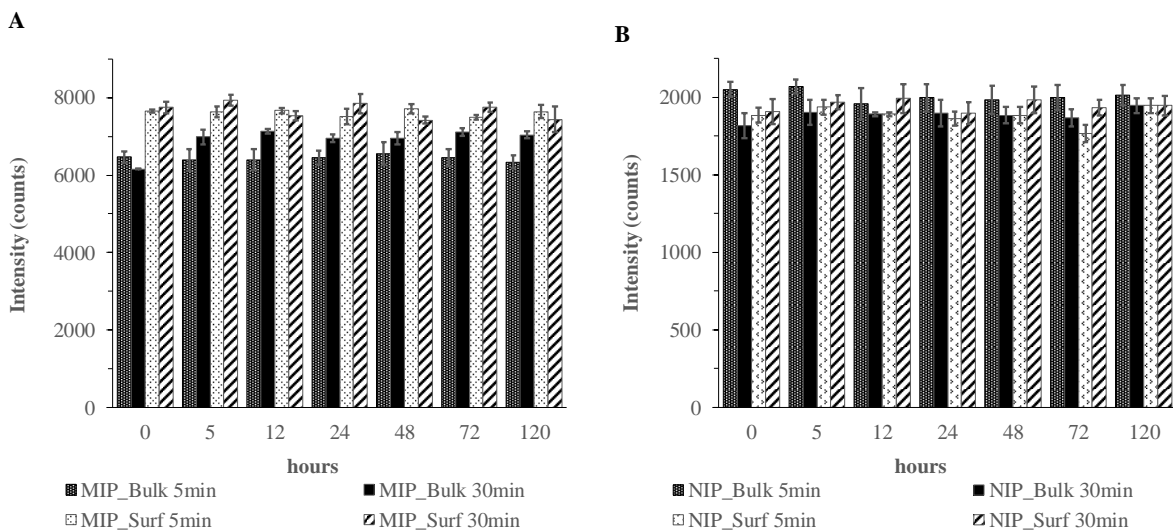 A
Intensity (counts)
8000
6000
4000
2000
0
0 5 12 24 48 72 120
hours
MIP_Bulk 5min MIP_Bulk 30min
MIP_Surf 5min MIP_Surf 30min
B
Intensity (counts)
2000
1500
1000
500
0
0 5 12 24 48 72 120
hours
NIP_Bulk 5min NIP_Bulk 30min
NIP_Surf 5min NIP_Surf 30min